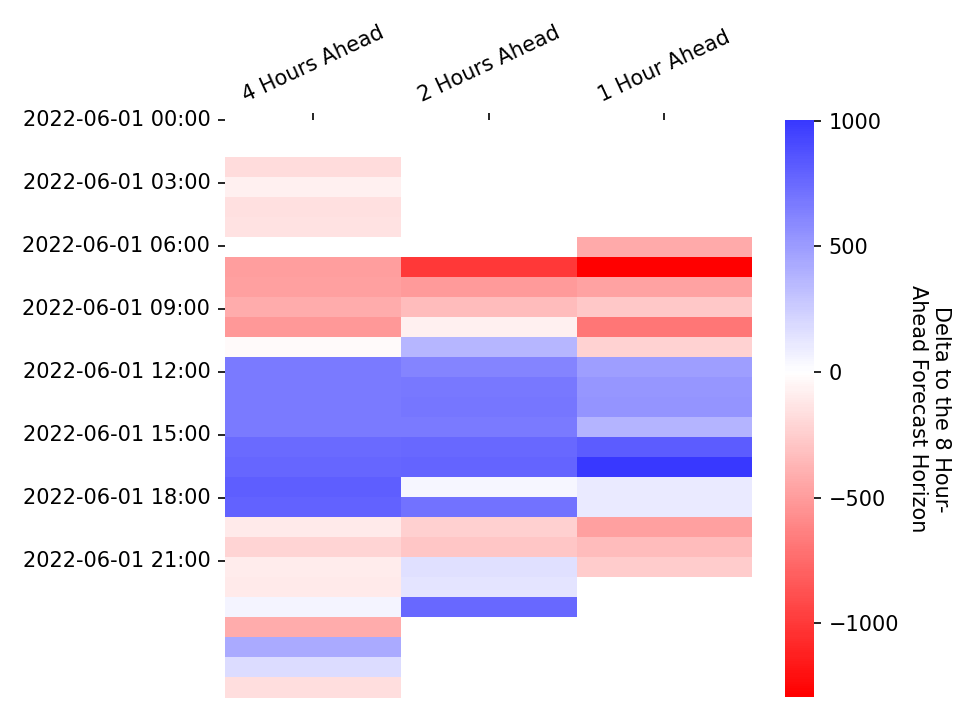 4 Hours Ahead
2 Hours Ahead
1 Hour Ahead
2022-06-01 00:00
2022-06-01 03:00
2022-06-01 06:00
2022-06-01 09:00
2022-06-01 12:00
2022-06-01 15:00
2022-06-01 18:00
2022-06-01 21:00
1000
500
0
−500
−1000
Delta to the 8 Hour-
Ahead Forecast Horizon